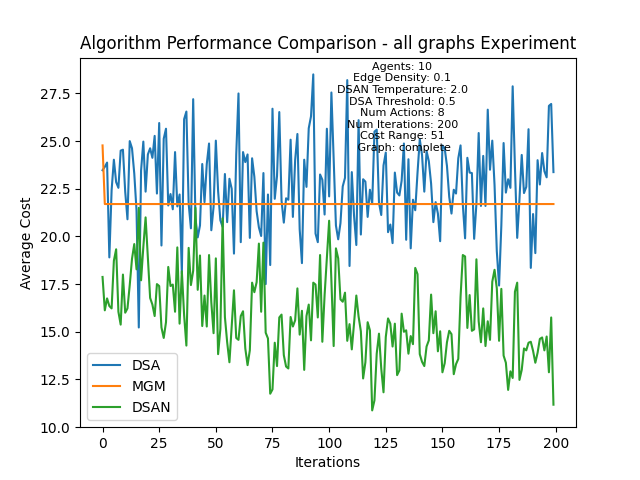 Algorithm Performance Comparison - all graphs Experiment
Agents: 10
Edge Density: 0.1
DSAN Temperature: 2.0
DSA Threshold: 0.5
Num Actions: 8
Num Iterations: 200
Cost Range: 51
Graph: complete
27.5
25.0
22.5
20.0
17.5
15.0
12.5
10.0
Average Cost
DSA
MGM
DSAN
0 25 50 75 100 125 150 175 200
Iterations